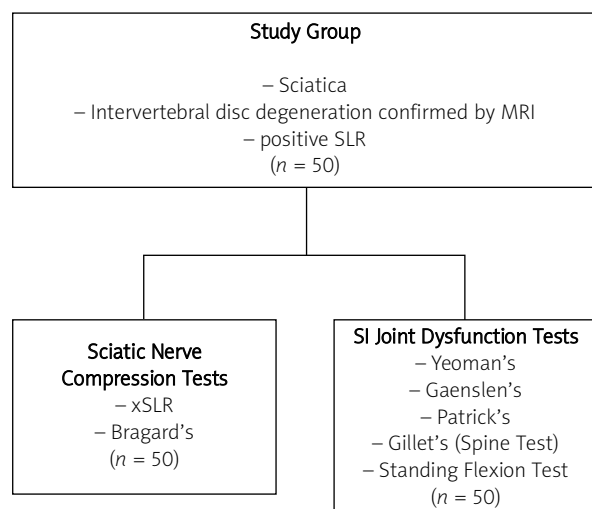 Study Group
– Sciatica
– Intervertebral disc degeneration confirmed by MRI
– positive SLR
(n = 50)
Sciatic Nerve
Compression Tests
– xSLR
– Bragard's
(n = 50)
SI Joint Dysfunction Tests
– Yeoman's
– Gaenslen's
– Patrick's
– Gillet's (Spine Test)
– Standing Flexion Test
(n = 50)